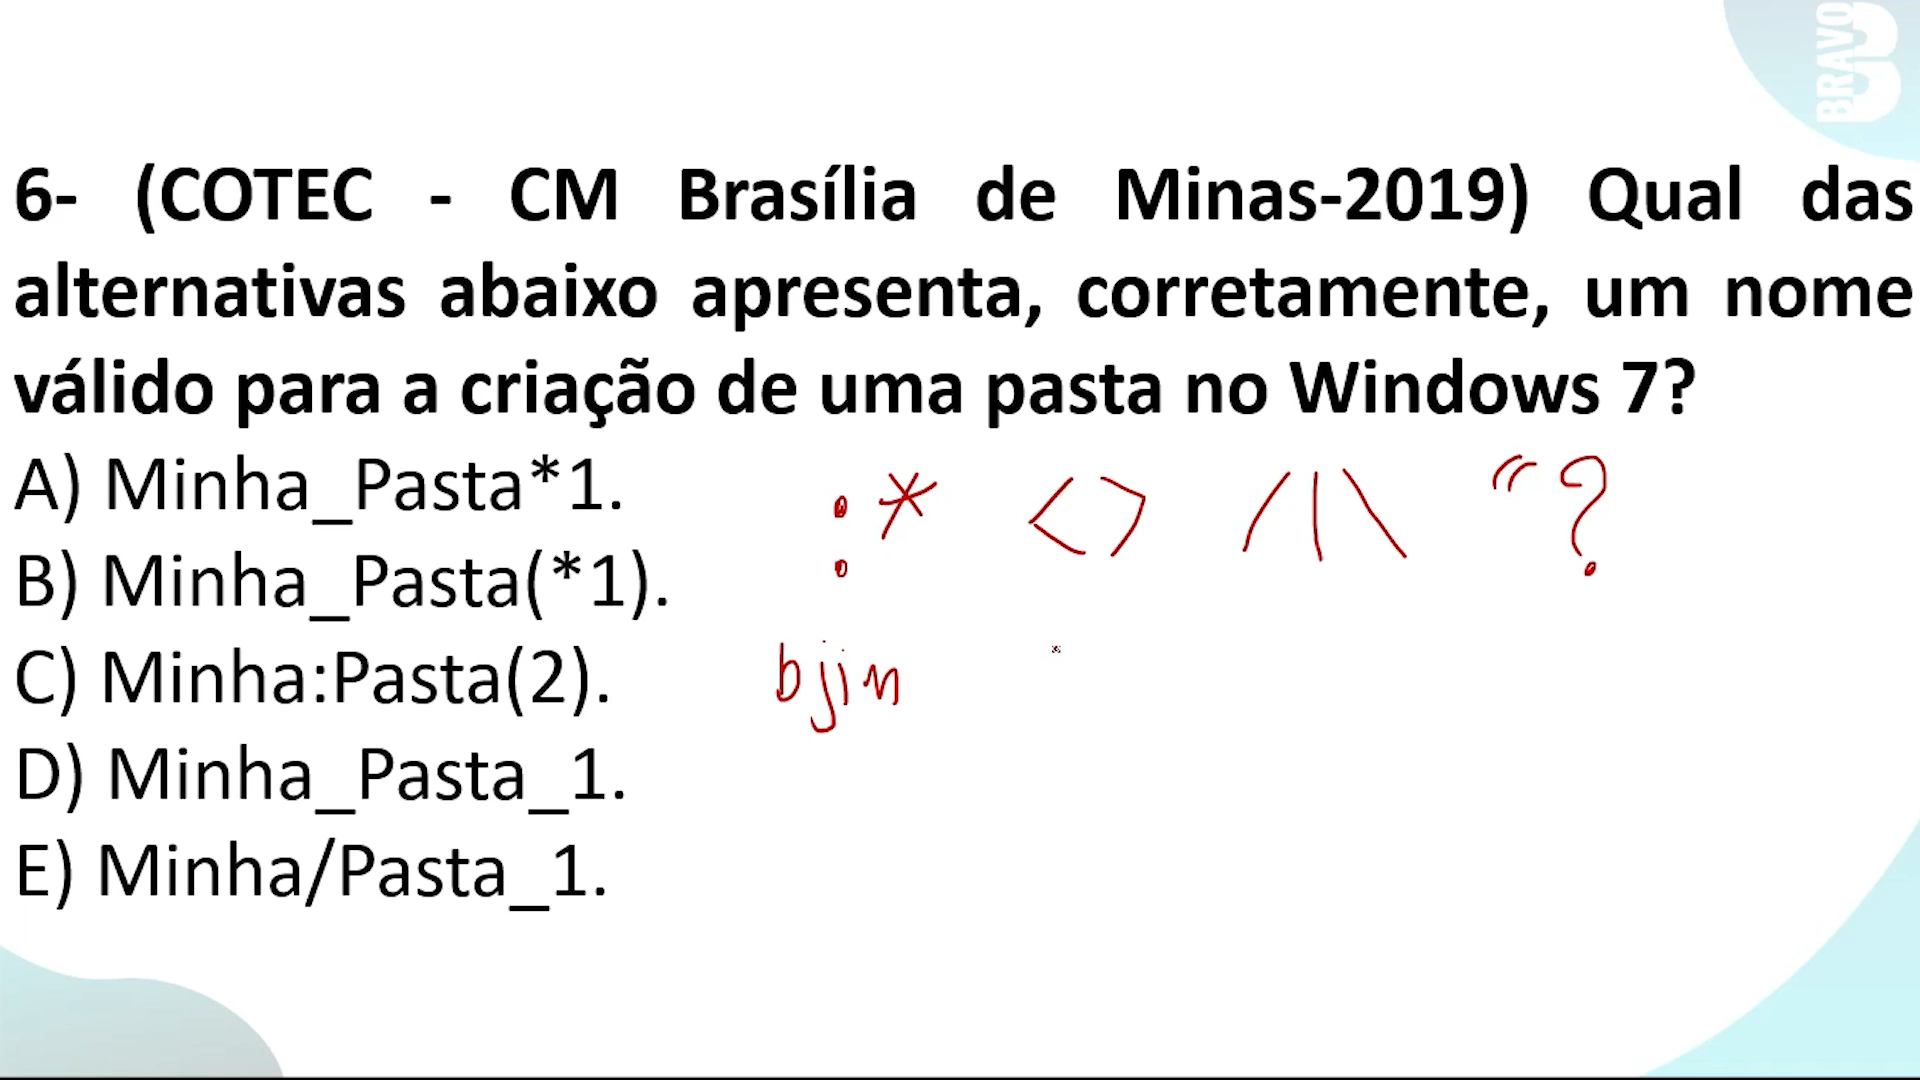 BRAVO
6- (COTEC - CM Brasília de Minas-2019) Qual das
alternativas abaixo apresenta, corretamente, um nome
válido para a criação de uma pasta no Windows 7?
A) Minha_Pasta*1.
: * < > / | \ " ?
B) Minha_Pasta(*1).
C) Minha:Pasta(2).
bjin
D) Minha_Pasta_1.
E) Minha/Pasta_1.